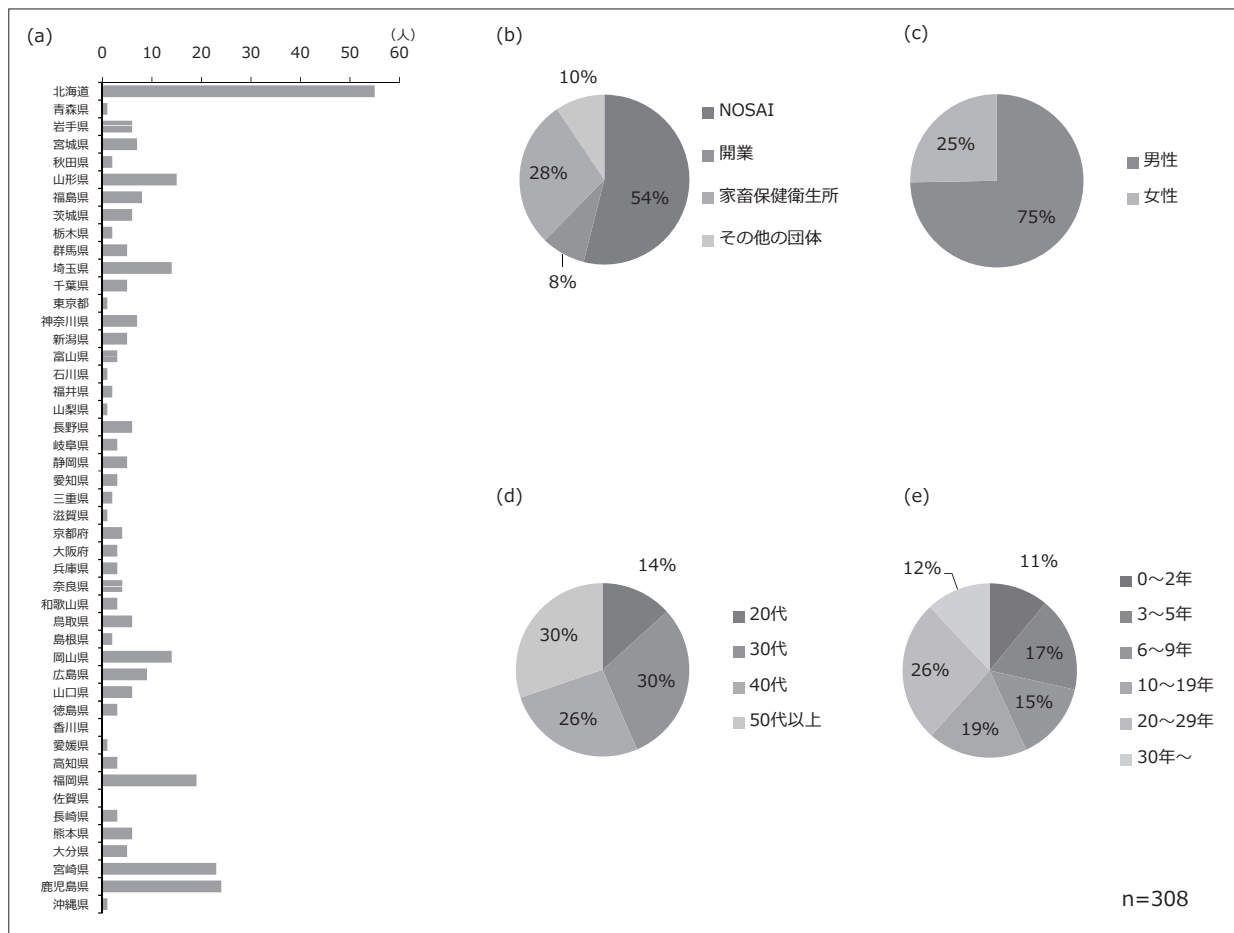 (a)
(人)
0 10 20 30 40 50 60
北海道
青森県
岩手県
宮城県
秋田県
山形県
福島県
茨城県
栃木県
群馬県
埼玉県
千葉県
東京都
神奈川県
新潟県
富山県
石川県
福井県
山梨県
長野県
岐阜県
静岡県
愛知県
三重県
滋賀県
京都府
大阪府
兵庫県
奈良県
和歌山県
鳥取県
島根県
岡山県
広島県
山口県
徳島県
香川県
愛媛県
高知県
福岡県
佐賀県
長崎県
熊本県
大分県
宮崎県
鹿児島県
沖縄県
(b)
10%
28%
54%
8%
NOSAI
開業
家畜保健衛生所
その他の団体
(c)
25%
75%
男性
女性
(d)
14%
30%
30%
26%
20代
30代
40代
50代以上
(e)
12%
11%
17%
26%
15%
19%
0～2年
3～5年
6～9年
10～19年
20～29年
30年～
n=308